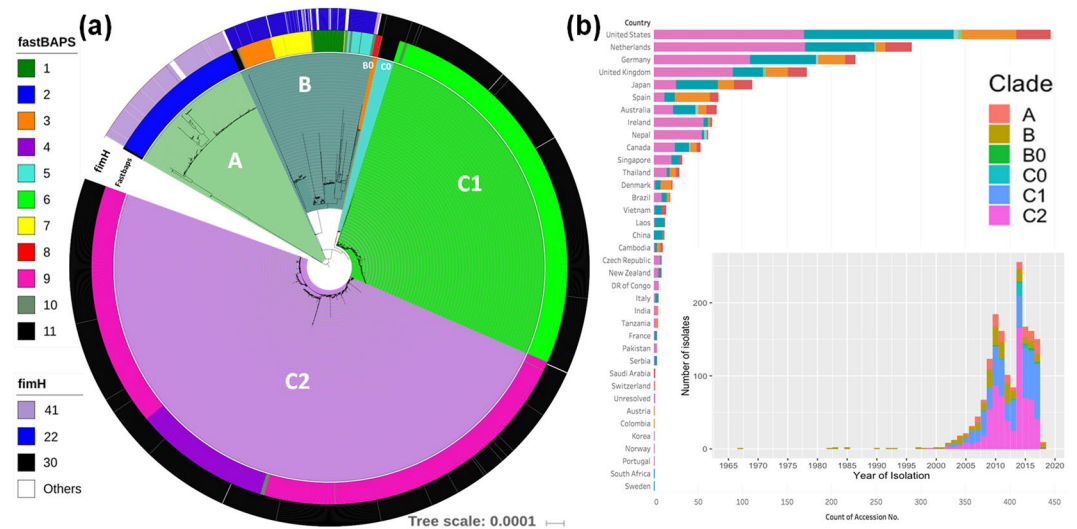 (a)
fastBAPS
1
2
3
4
5
6
7
8
9
10
11
fimH
41
22
30
Others
fimH
Fastbaps
A
B
B0
C0
C1
C2
Tree scale: 0.0001
(b)
Country
United States
Netherlands
Germany
United Kingdom
Japan
Spain
Australia
Ireland
Nepal
Canada
Singapore
Thailand
Denmark
Brazil
Vietnam
Laos
China
Cambodia
Czech Republic
New Zealand
DR of Congo
Italy
India
Tanzania
France
Pakistan
Serbia
Saudi Arabia
Switzerland
Unresolved
Austria
Colombia
Korea
Norway
Portugal
South Africa
Sweden
0 50 100 150 200 250 300 350 400 450
Count of Accession No.
Clade
A
B
B0
C0
C1
C2
Number of isolates
200
100
0
1965 1970 1975 1980 1985 1990 1995 2000 2005 2010 2015 2020
Year of Isolation